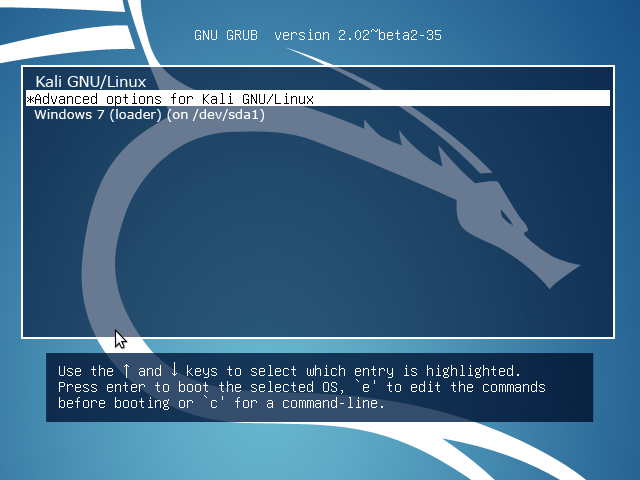 GNU GRUB version 2.02~beta2-35
Kali GNU/Linux
*Advanced options for Kali GNU/Linux
Windows 7 (loader) (on /dev/sda1)
Use the ↑ and ↓ keys to select which entry is highlighted.
Press enter to boot the selected OS, `e' to edit the commands
before booting or `c' for a command-line.